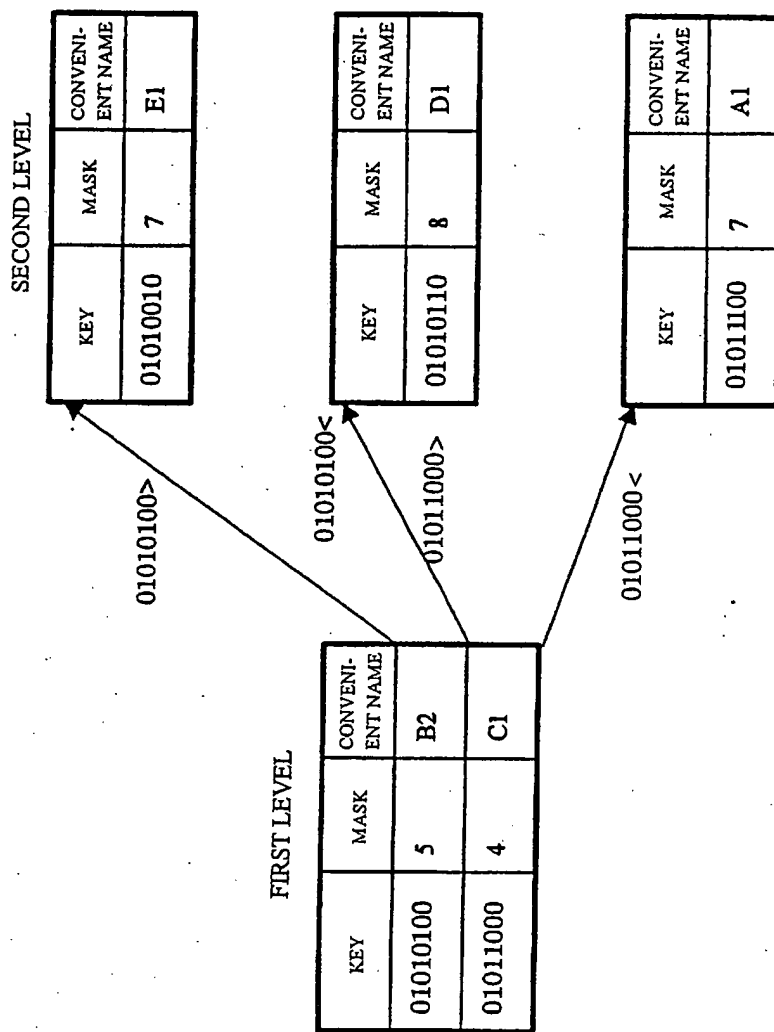 SECOND LEVEL
KEY MASK CONVENI-
ENT NAME
01010010 7 E1
KEY MASK CONVENI-
ENT NAME
01010110 8 D1
KEY MASK CONVENI-
ENT NAME
01011100 7 A1
01010100>
01010100<
01011000>
01011000<
FIRST LEVEL
KEY MASK CONVENI-
ENT NAME
01010100 5 B2
01011000 4 C1